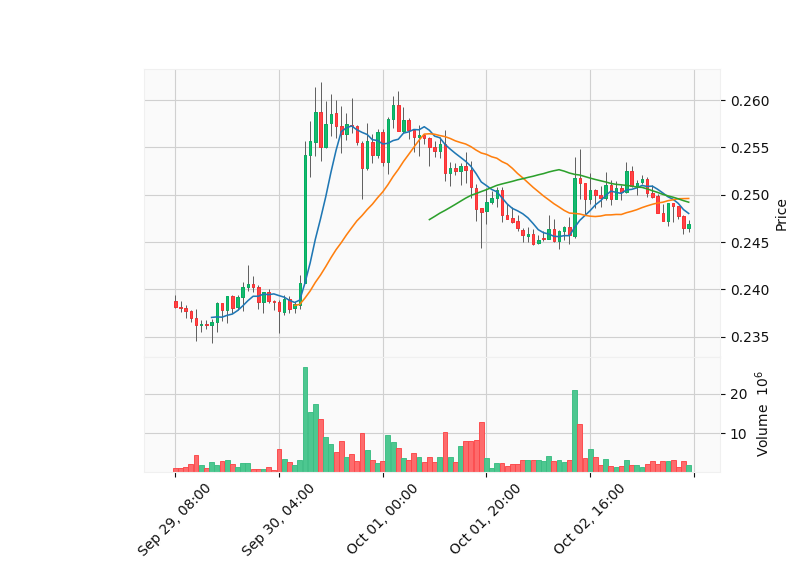 0.260
0.255
0.250
0.245
0.240
0.235
Price
20
10
Volume 10^6
Sep 29, 08:00
Sep 30, 04:00
Oct 01, 00:00
Oct 01, 20:00
Oct 02, 16:00